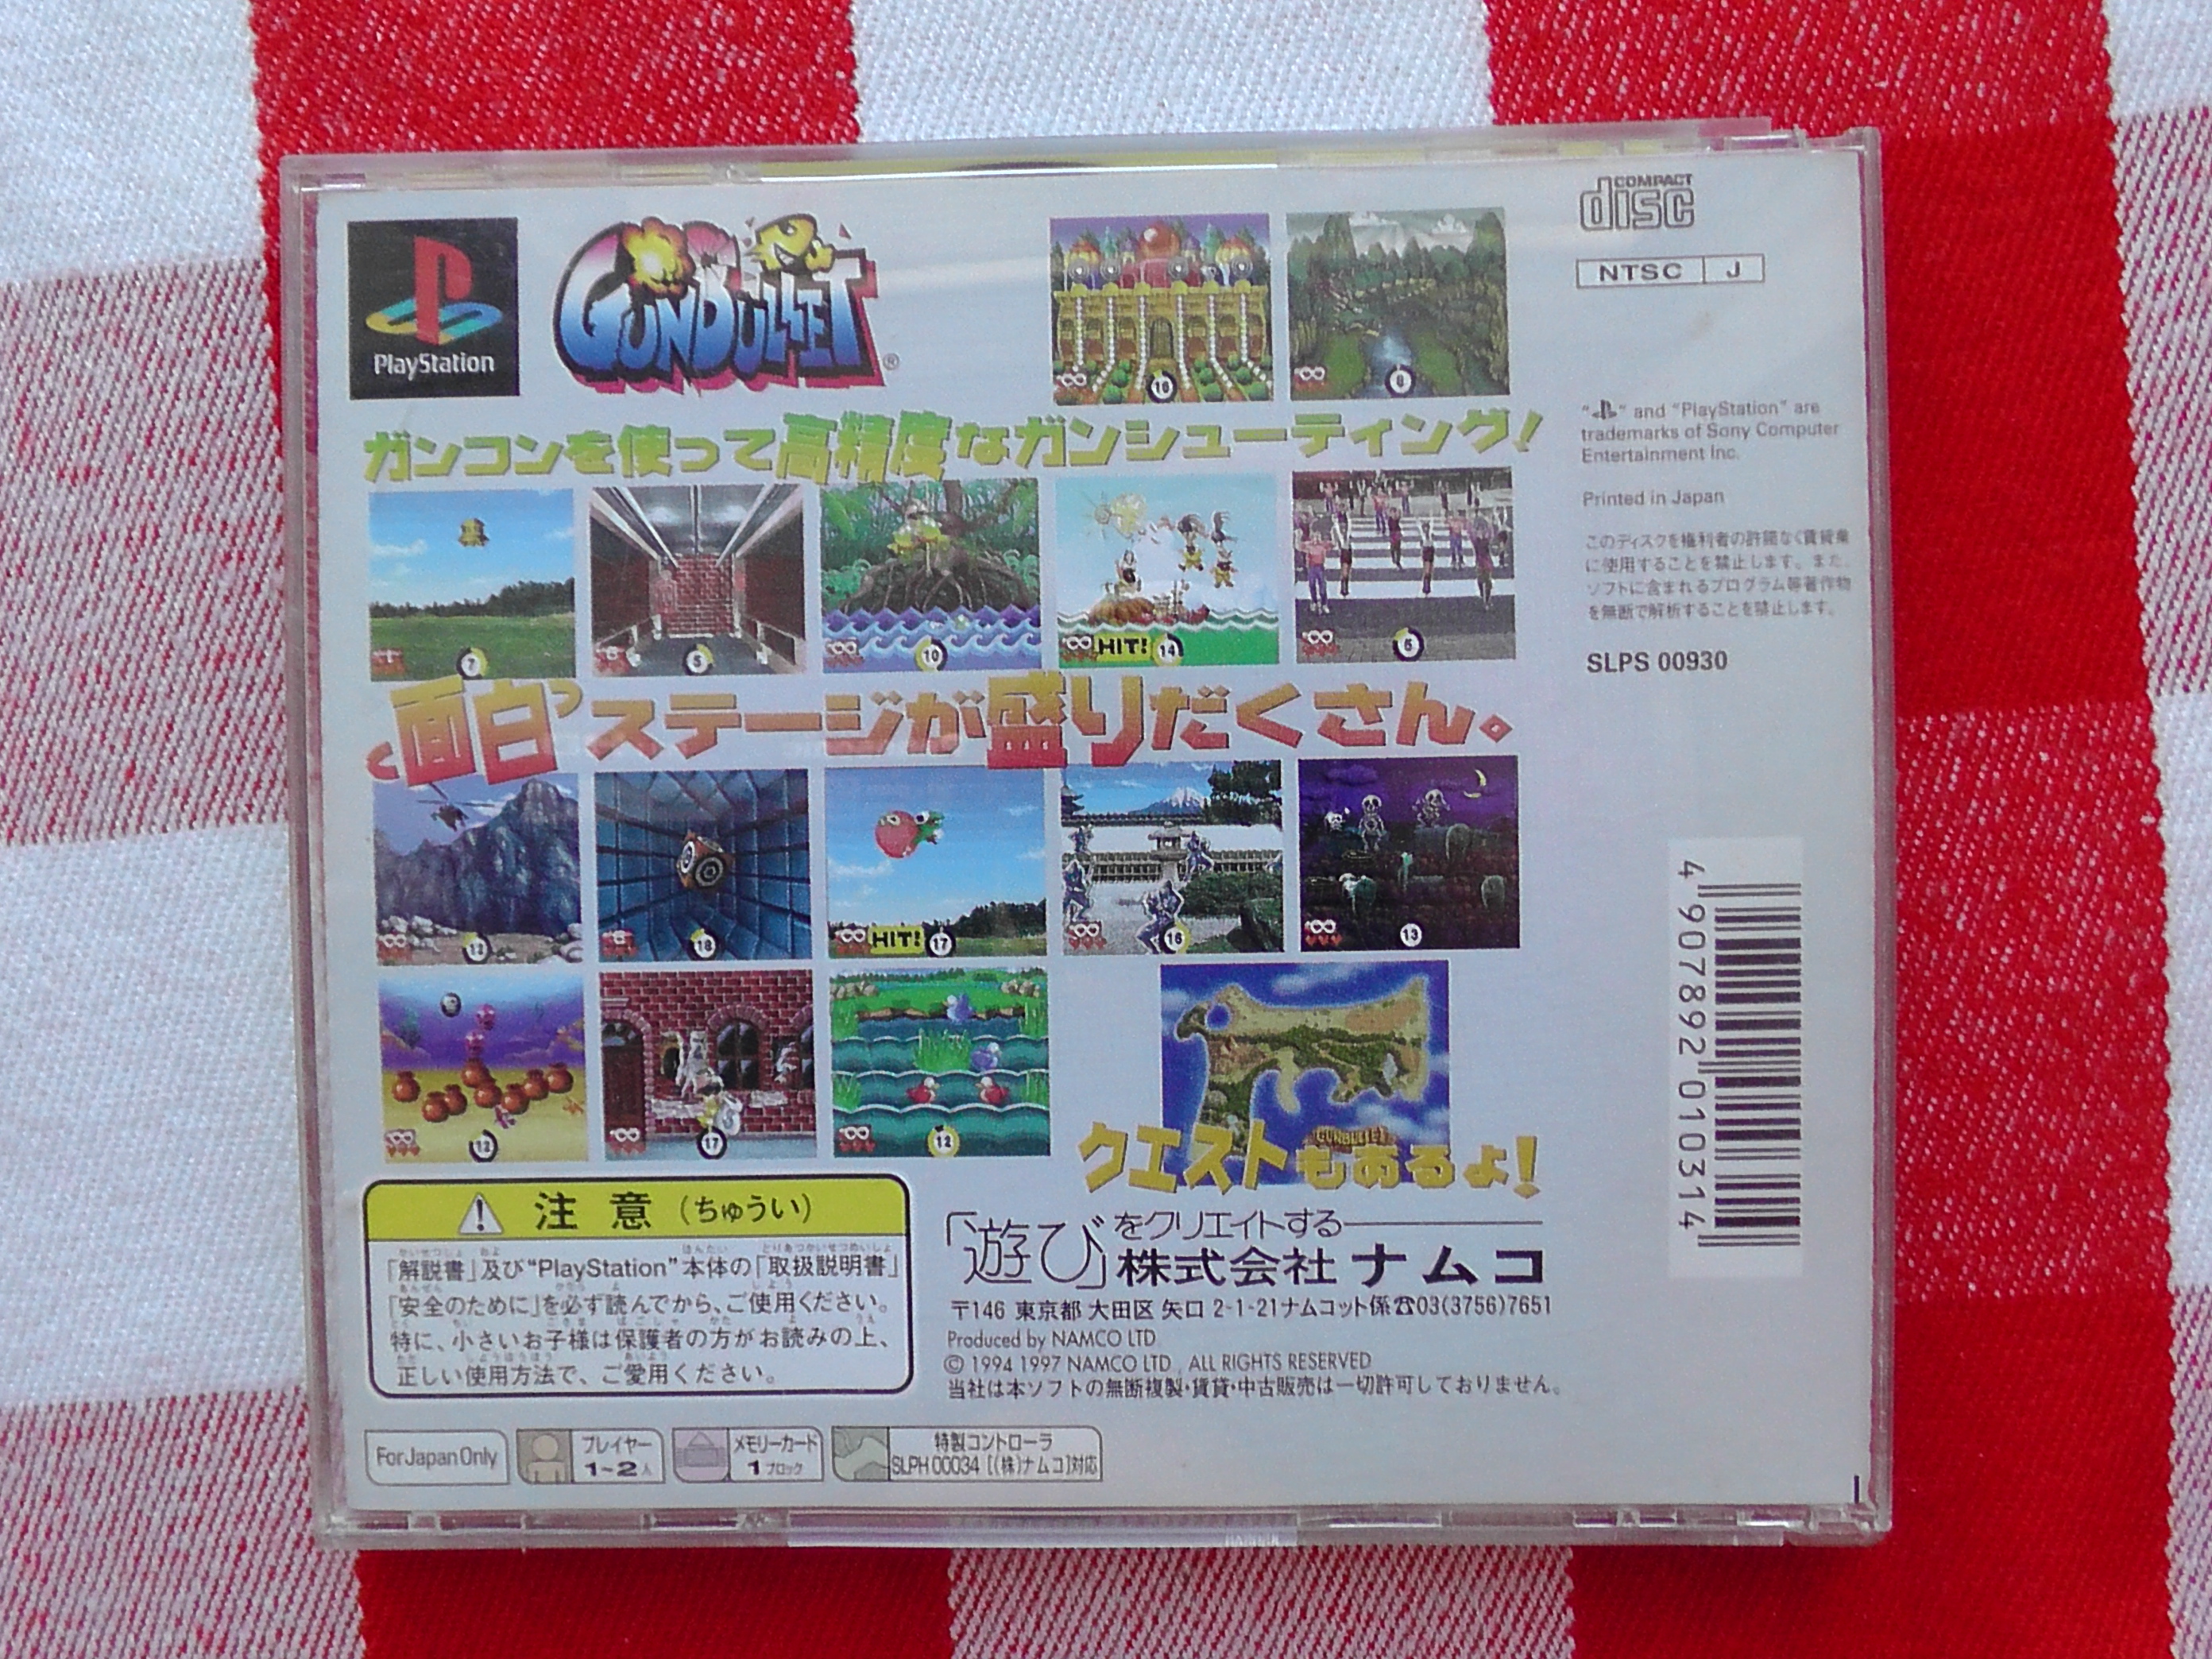 PlayStation
GUNBULLET
®
COMPACT
disc
NTSC J
ガンコンを使って高精度なガンシューティング!
"PS" and "PlayStation" are
trademarks of Sony Computer
Entertainment Inc.
Printed in Japan
このディスクを権利者の許諾なく賃貸業
に使用することを禁止します。また、
ソフトに含まれるプログラム等著作物
を無断で解析することを禁止します。
SLPS 00930
HIT!
面白ステージが盛りだくさん。
HIT!
4 907892 010314
GUNBULLET
クエストもあるよ!
注意(ちゅうい)
「解説書」及び"PlayStation"本体の「取扱説明書」
「安全のために」を必ず読んでから、ご使用ください。
特に、小さいお子様は保護者の方がお読みの上、
正しい使用方法で、ご愛用ください。
「遊び」をクリエイトする
株式会社ナムコ
〒146 東京都 大田区 矢口 2-1-21ナムコット係☎03(3756)7651
Produced by NAMCO LTD.
© 1994 1997 NAMCO LTD., ALL RIGHTS RESERVED
当社は本ソフトの無断複製・賃貸・中古販売は一切許可しておりません。
For Japan Only
プレイヤー
1~2人
メモリーカード
1ブロック
特製コントローラ
SLPH 00034 [(株)ナムコ]対応